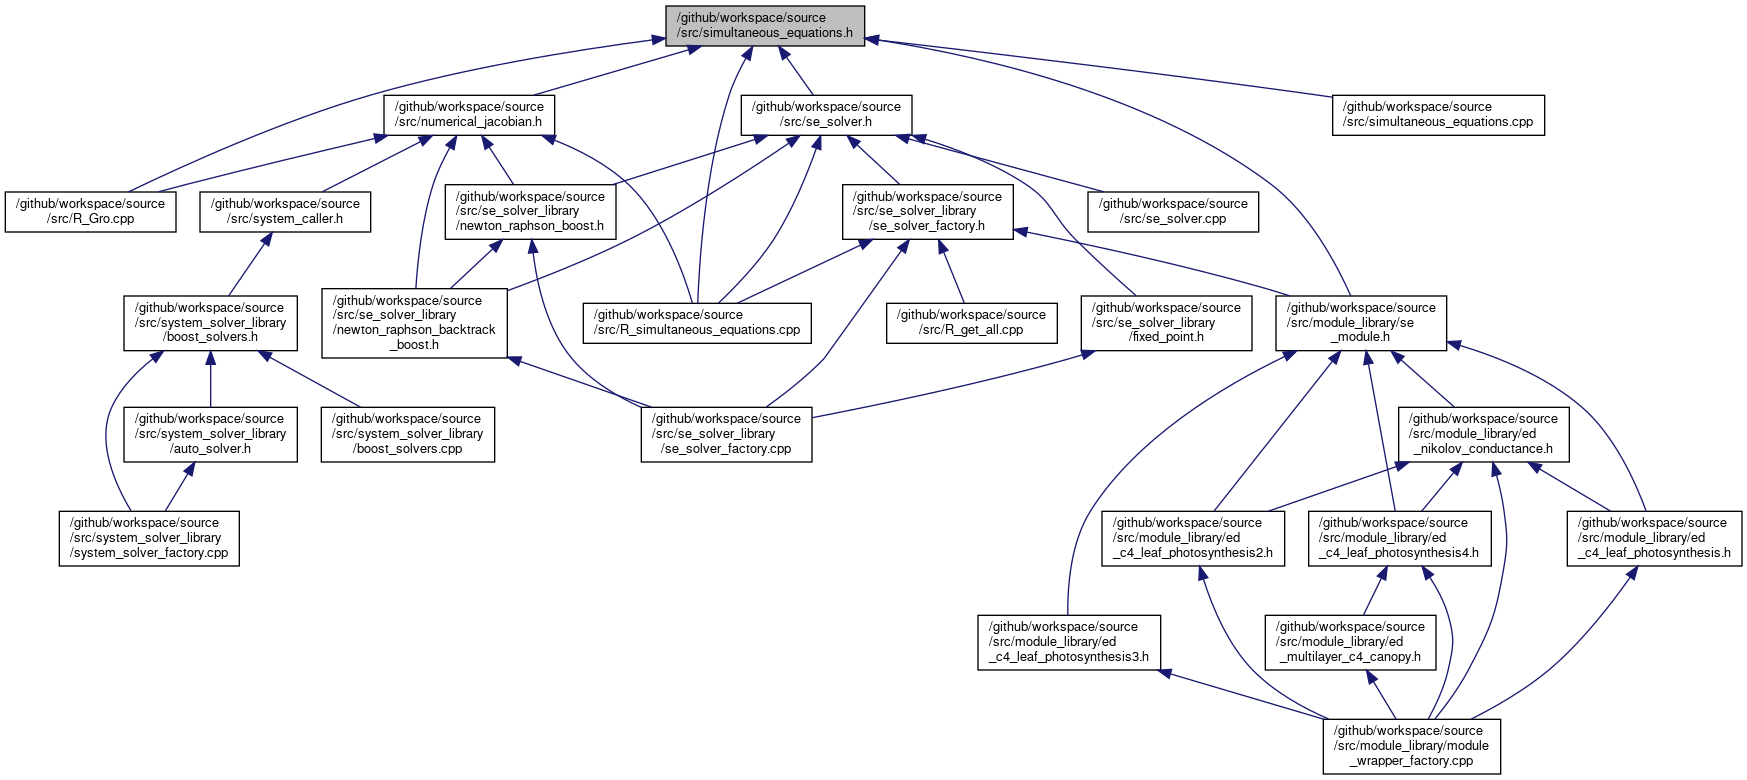 /github/workspace/source
/src/simultaneous_equations.h
/github/workspace/source
/src/numerical_jacobian.h
/github/workspace/source
/src/se_solver.h
/github/workspace/source
/src/simultaneous_equations.cpp
/github/workspace/source
/src/R_Gro.cpp
/github/workspace/source
/src/system_caller.h
/github/workspace/source
/src/se_solver_library
/newton_raphson_boost.h
/github/workspace/source
/src/se_solver_library
/se_solver_factory.h
/github/workspace/source
/src/se_solver.cpp
/github/workspace/source
/src/system_solver_library
/boost_solvers.h
/github/workspace/source
/src/se_solver_library
/newton_raphson_backtrack
_boost.h
/github/workspace/source
/src/R_simultaneous_equations.cpp
/github/workspace/source
/src/R_get_all.cpp
/github/workspace/source
/src/se_solver_library
/fixed_point.h
/github/workspace/source
/src/module_library/se
_module.h
/github/workspace/source
/src/system_solver_library
/auto_solver.h
/github/workspace/source
/src/system_solver_library
/boost_solvers.cpp
/github/workspace/source
/src/se_solver_library
/se_solver_factory.cpp
/github/workspace/source
/src/module_library/ed
_nikolov_conductance.h
/github/workspace/source
/src/system_solver_library
/system_solver_factory.cpp
/github/workspace/source
/src/module_library/ed
_c4_leaf_photosynthesis2.h
/github/workspace/source
/src/module_library/ed
_c4_leaf_photosynthesis4.h
/github/workspace/source
/src/module_library/ed
_c4_leaf_photosynthesis.h
/github/workspace/source
/src/module_library/ed
_c4_leaf_photosynthesis3.h
/github/workspace/source
/src/module_library/ed
_multilayer_c4_canopy.h
/github/workspace/source
/src/module_library/module
_wrapper_factory.cpp